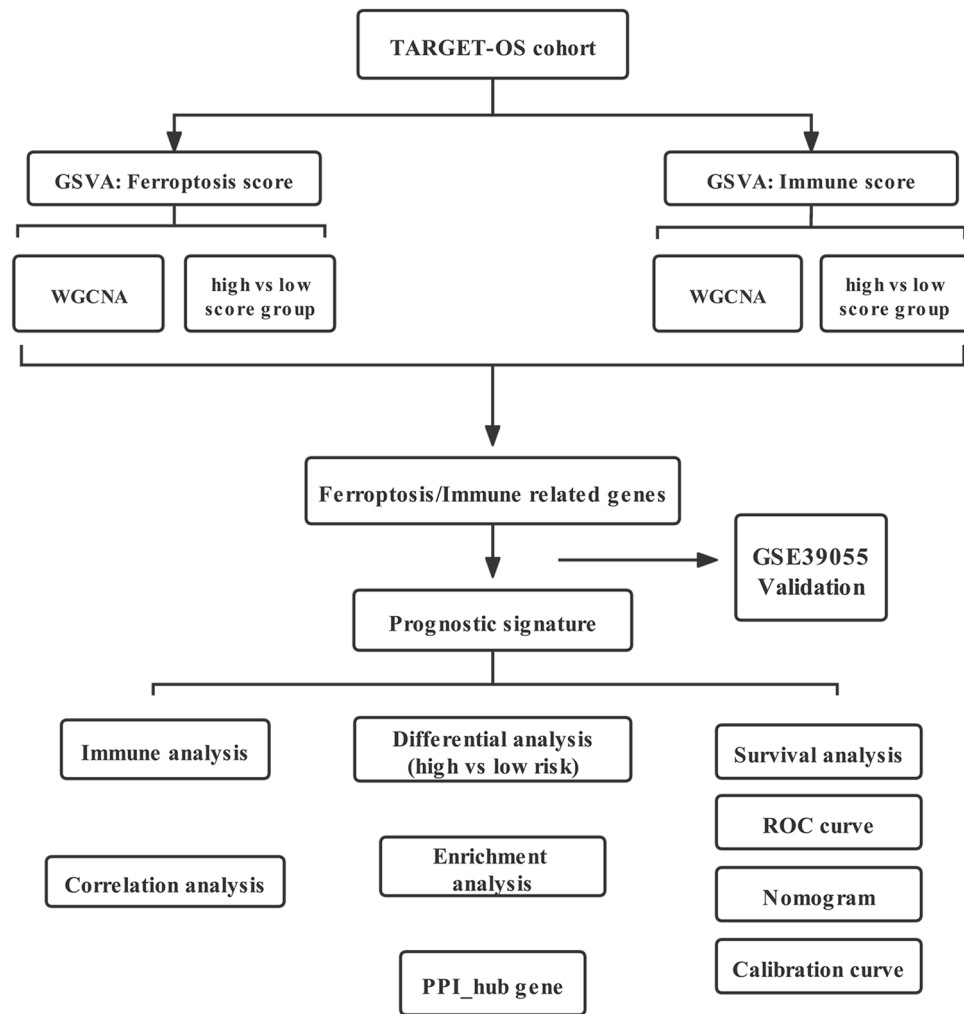 TARGET-OS cohort
GSVA: Ferroptosis score
GSVA: Immune score
WGCNA
high vs low
score group
WGCNA
high vs low
score group
Ferroptosis/Immune related genes
GSE39055
Validation
Prognostic signature
Immune analysis
Correlation analysis
Differential analysis
(high vs low risk)
Enrichment
analysis
PPI_hub gene
Survival analysis
ROC curve
Nomogram
Calibration curve